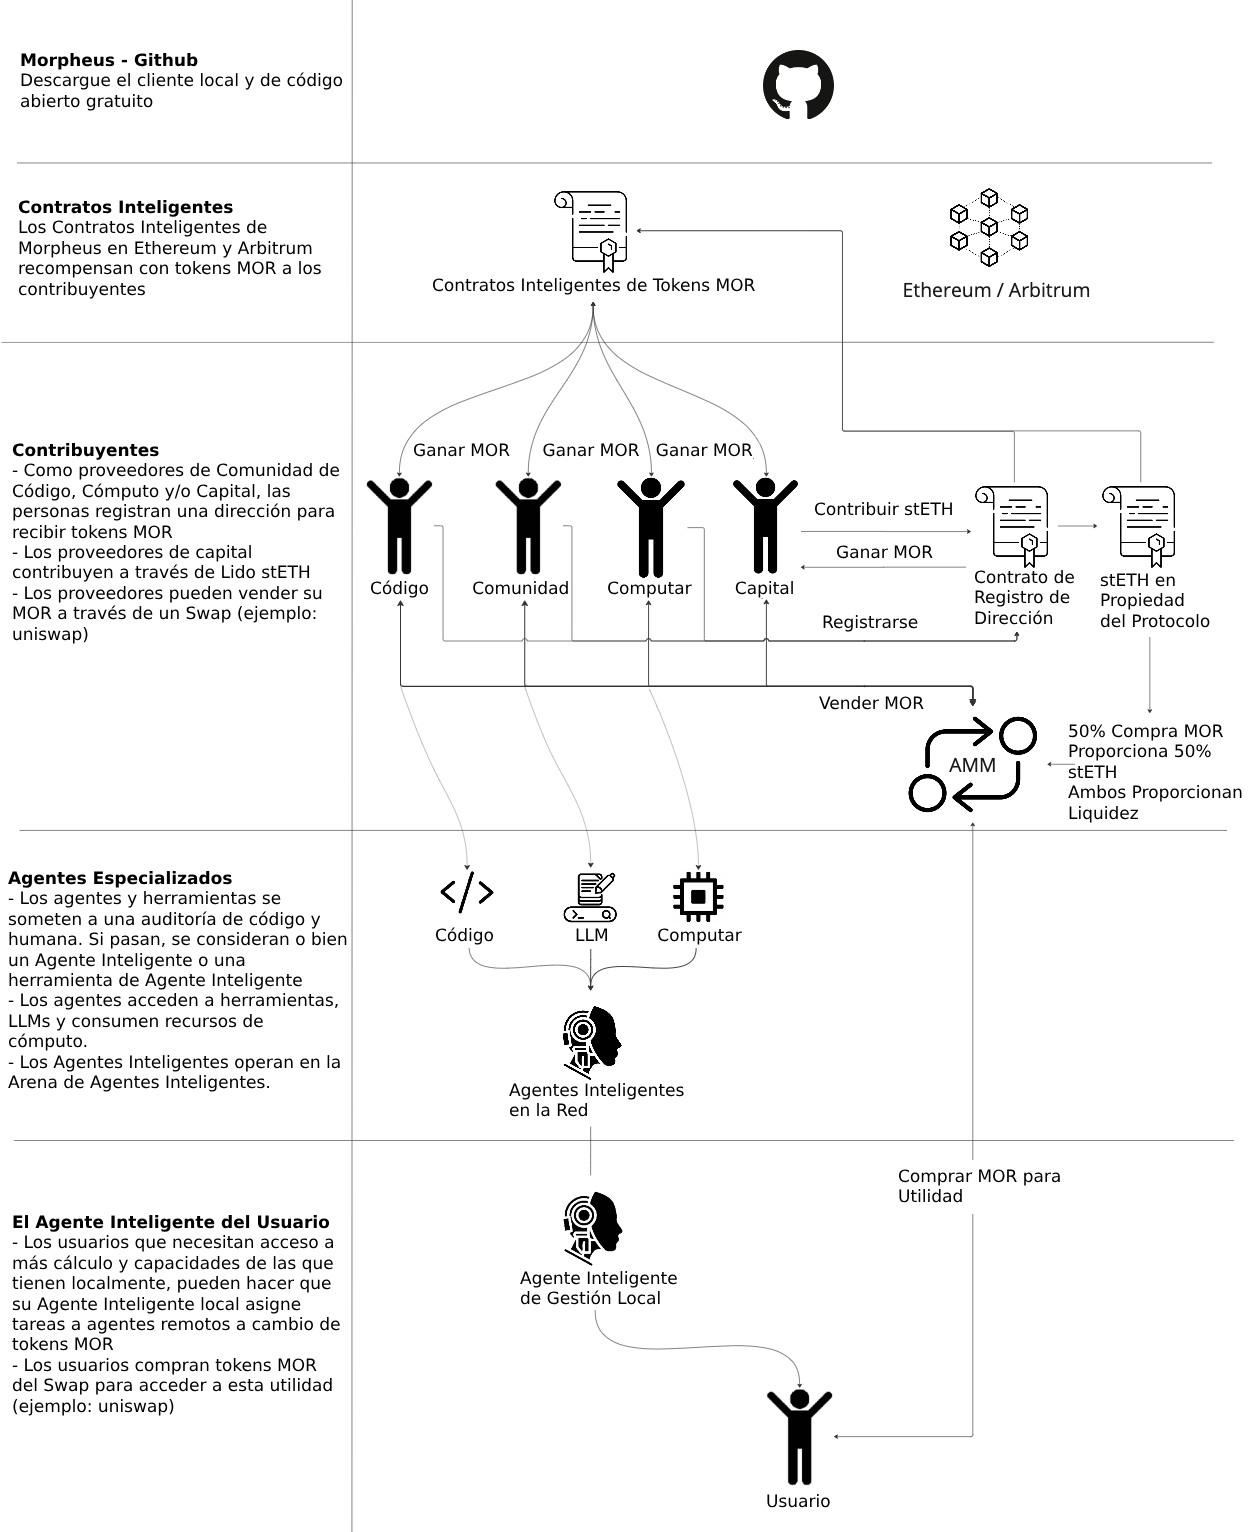 Morpheus - Github
Descargue el cliente local y de código
abierto gratuito
Contratos Inteligentes
Los Contratos Inteligentes de
Morpheus en Ethereum y Arbitrum
recompensan con tokens MOR a los
contribuyentes
Contratos Inteligentes de Tokens MOR
Ethereum / Arbitrum
Contribuyentes
- Como proveedores de Comunidad de
Código, Cómputo y/o Capital, las
personas registran una dirección para
recibir tokens MOR
- Los proveedores de capital
contribuyen a través de Lido stETH
- Los proveedores pueden vender su
MOR a través de un Swap (ejemplo:
uniswap)
Ganar MOR
Ganar MOR
Ganar MOR
Contribuir stETH
Ganar MOR
Código
Comunidad
Computar
Capital
Contrato de
Registro de
Dirección
stETH en
Propiedad
del Protocolo
Registrarse
Vender MOR
AMM
50% Compra MOR
Proporciona 50%
stETH
Ambos Proporcionan
Liquidez
Agentes Especializados
- Los agentes y herramientas se
someten a una auditoría de código y
humana. Si pasan, se consideran o bien
un Agente Inteligente o una
herramienta de Agente Inteligente
- Los agentes acceden a herramientas,
LLMs y consumen recursos de
cómputo.
- Los Agentes Inteligentes operan en la
Arena de Agentes Inteligentes.
Código
LLM
Computar
Agentes Inteligentes
en la Red
El Agente Inteligente del Usuario
- Los usuarios que necesitan acceso a
más cálculo y capacidades de las que
tienen localmente, pueden hacer que
su Agente Inteligente local asigne
tareas a agentes remotos a cambio de
tokens MOR
- Los usuarios compran tokens MOR
del Swap para acceder a esta utilidad
(ejemplo: uniswap)
Comprar MOR para
Utilidad
Agente Inteligente
de Gestión Local
Usuario